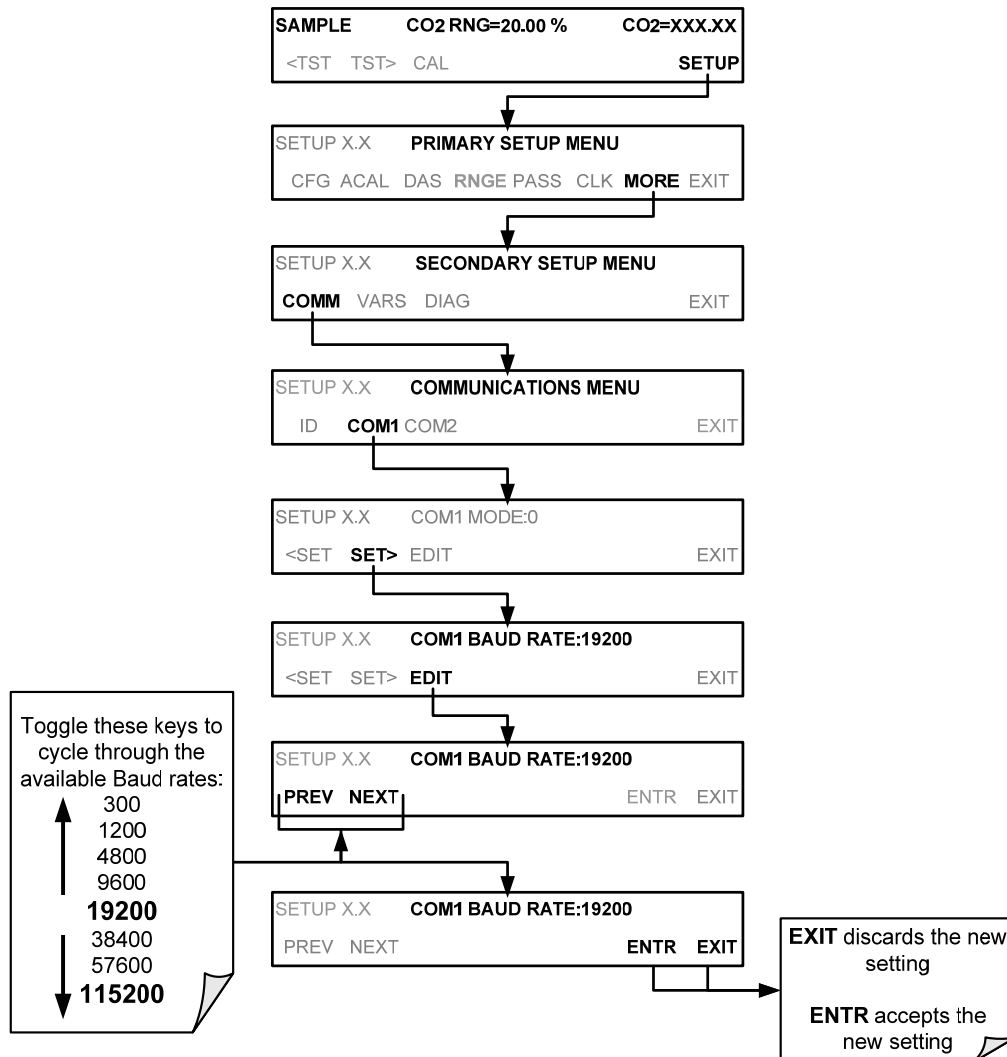 SAMPLE CO2 RNG=20.00 % CO2=XXX.XX
<TST TST> CAL SETUP
SETUP X.X PRIMARY SETUP MENU
CFG ACAL DAS RNGE PASS CLK MORE EXIT
SETUP X.X SECONDARY SETUP MENU
COMM VARS DIAG EXIT
SETUP X.X COMMUNICATIONS MENU
ID COM1 COM2 EXIT
SETUP X.X COM1 MODE:0
<SET SET> EDIT EXIT
SETUP X.X COM1 BAUD RATE:19200
<SET SET> EDIT EXIT
SETUP X.X COM1 BAUD RATE:19200
PREV NEXT ENTR EXIT
Toggle these keys to
cycle through the
available Baud rates:
300
1200
4800
9600
19200
38400
57600
115200
SETUP X.X COM1 BAUD RATE:19200
PREV NEXT ENTR EXIT
EXIT discards the new
setting
ENTR accepts the
new setting